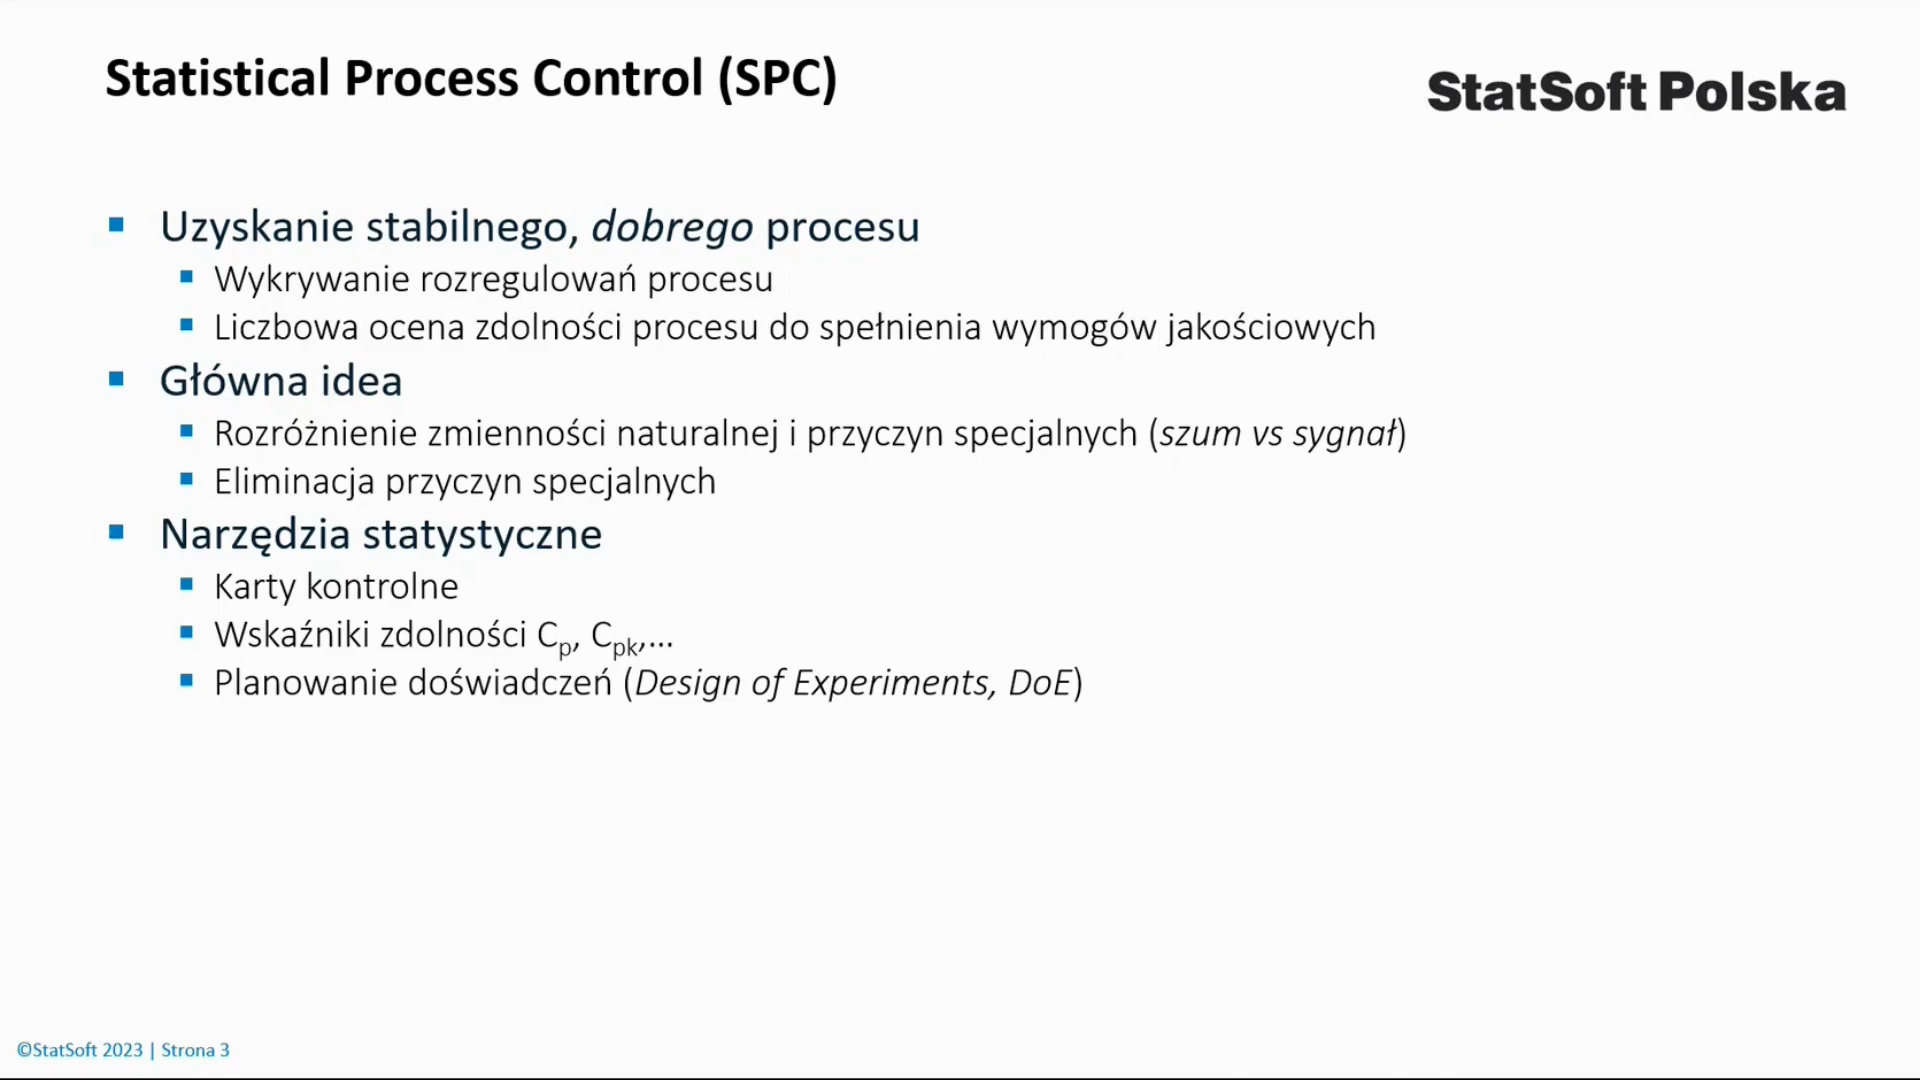 Statistical Process Control (SPC)
StatSoft Polska
Uzyskanie stabilnego, dobrego procesu
Wykrywanie rozregulowań procesu
Liczbowa ocena zdolności procesu do spełnienia wymogów jakościowych
Główna idea
Rozróżnienie zmienności naturalnej i przyczyn specjalnych (szum vs sygnał)
Eliminacja przyczyn specjalnych
Narzędzia statystyczne
Karty kontrolne
Wskaźniki zdolności Cp, Cpk,...
Planowanie doświadczeń (Design of Experiments, DoE)
©StatSoft 2023 | Strona 3